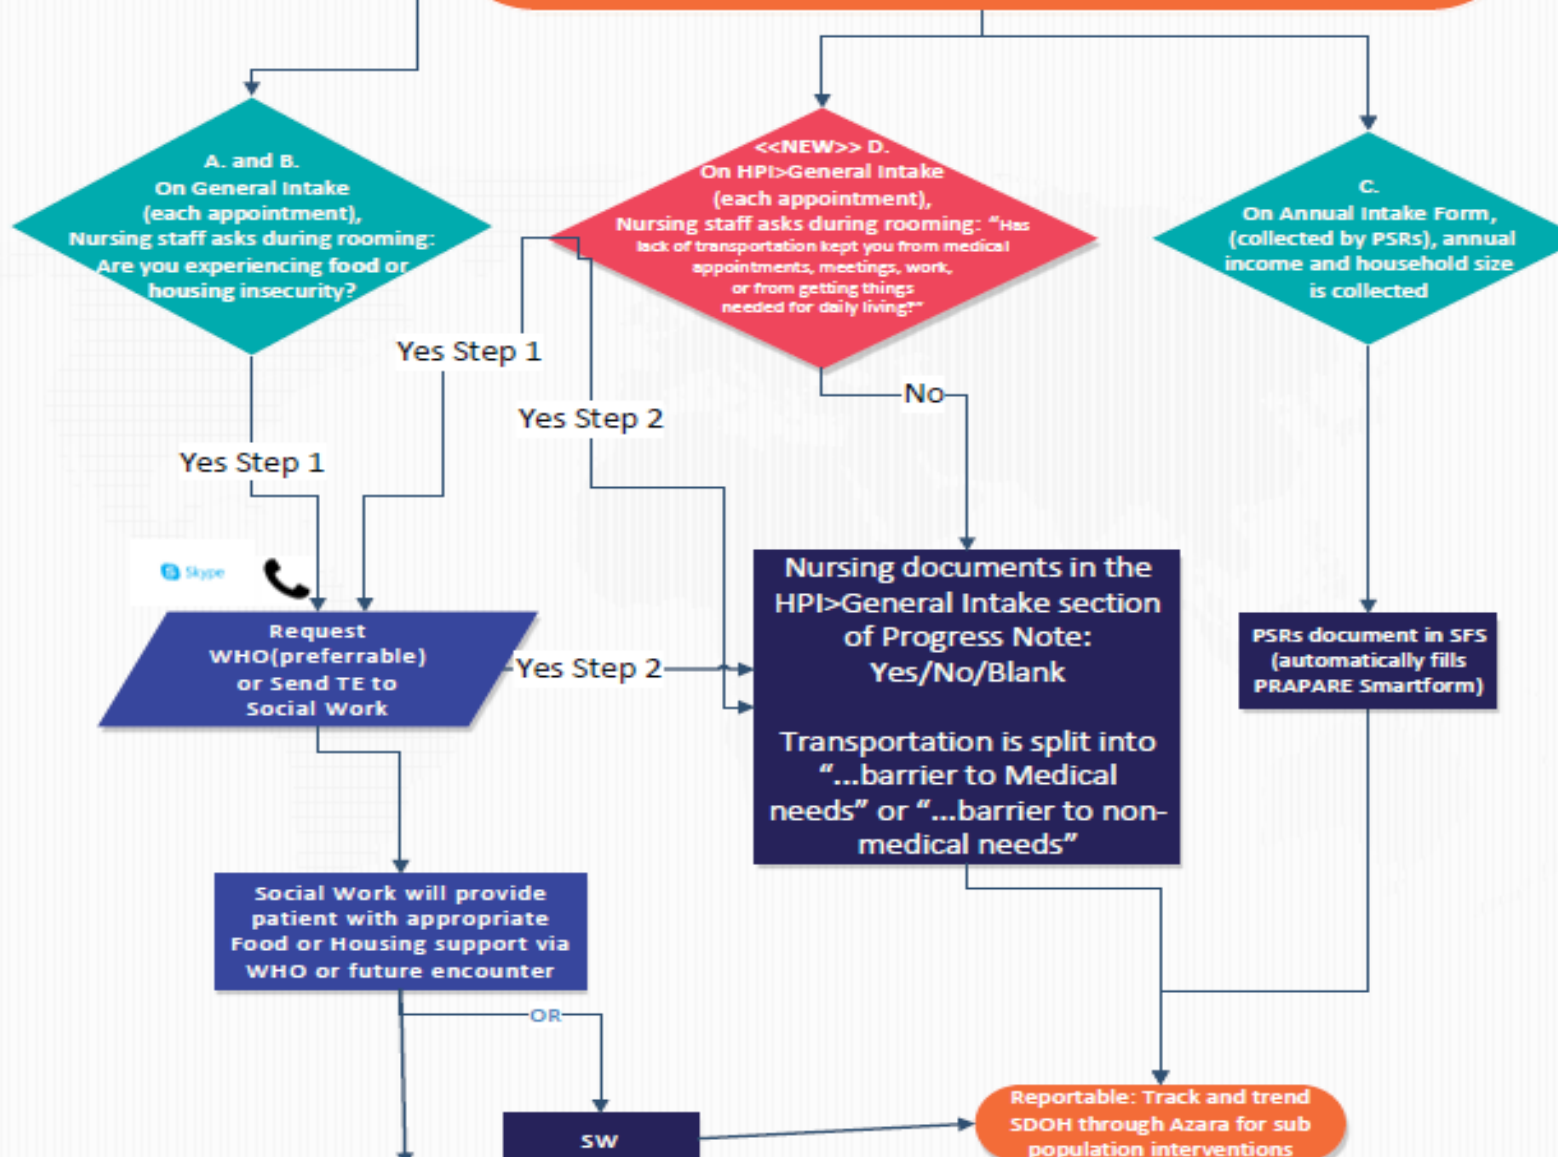 A. and B.
On General Intake
(each appointment),
Nursing staff asks during rooming:
Are you experiencing food or
housing insecurity?
<<NEW>> D.
On HPI>General Intake
(each appointment),
Nursing staff asks during rooming: “Has
lack of transportation kept you from medical
appointments, meetings, work,
or from getting things
needed for daily living?”
C.
On Annual Intake Form,
(collected by PSRs), annual
income and household size
is collected
Yes Step 1
Yes Step 2
No
Yes Step 1
Skype
Request
WHO(preferrable)
or Send TE to
Social Work
Yes Step 2
Nursing documents in the
HPI>General Intake section
of Progress Note:
Yes/No/Blank
Transportation is split into
“...barrier to Medical
needs” or “...barrier to non-
medical needs”
PSRs document in SFS
(automatically fills
PRAPARE Smartform)
Social Work will provide
patient with appropriate
Food or Housing support via
WHO or future encounter
OR
SW
Reportable: Track and trend
SDOH through Azara for sub
population interventions